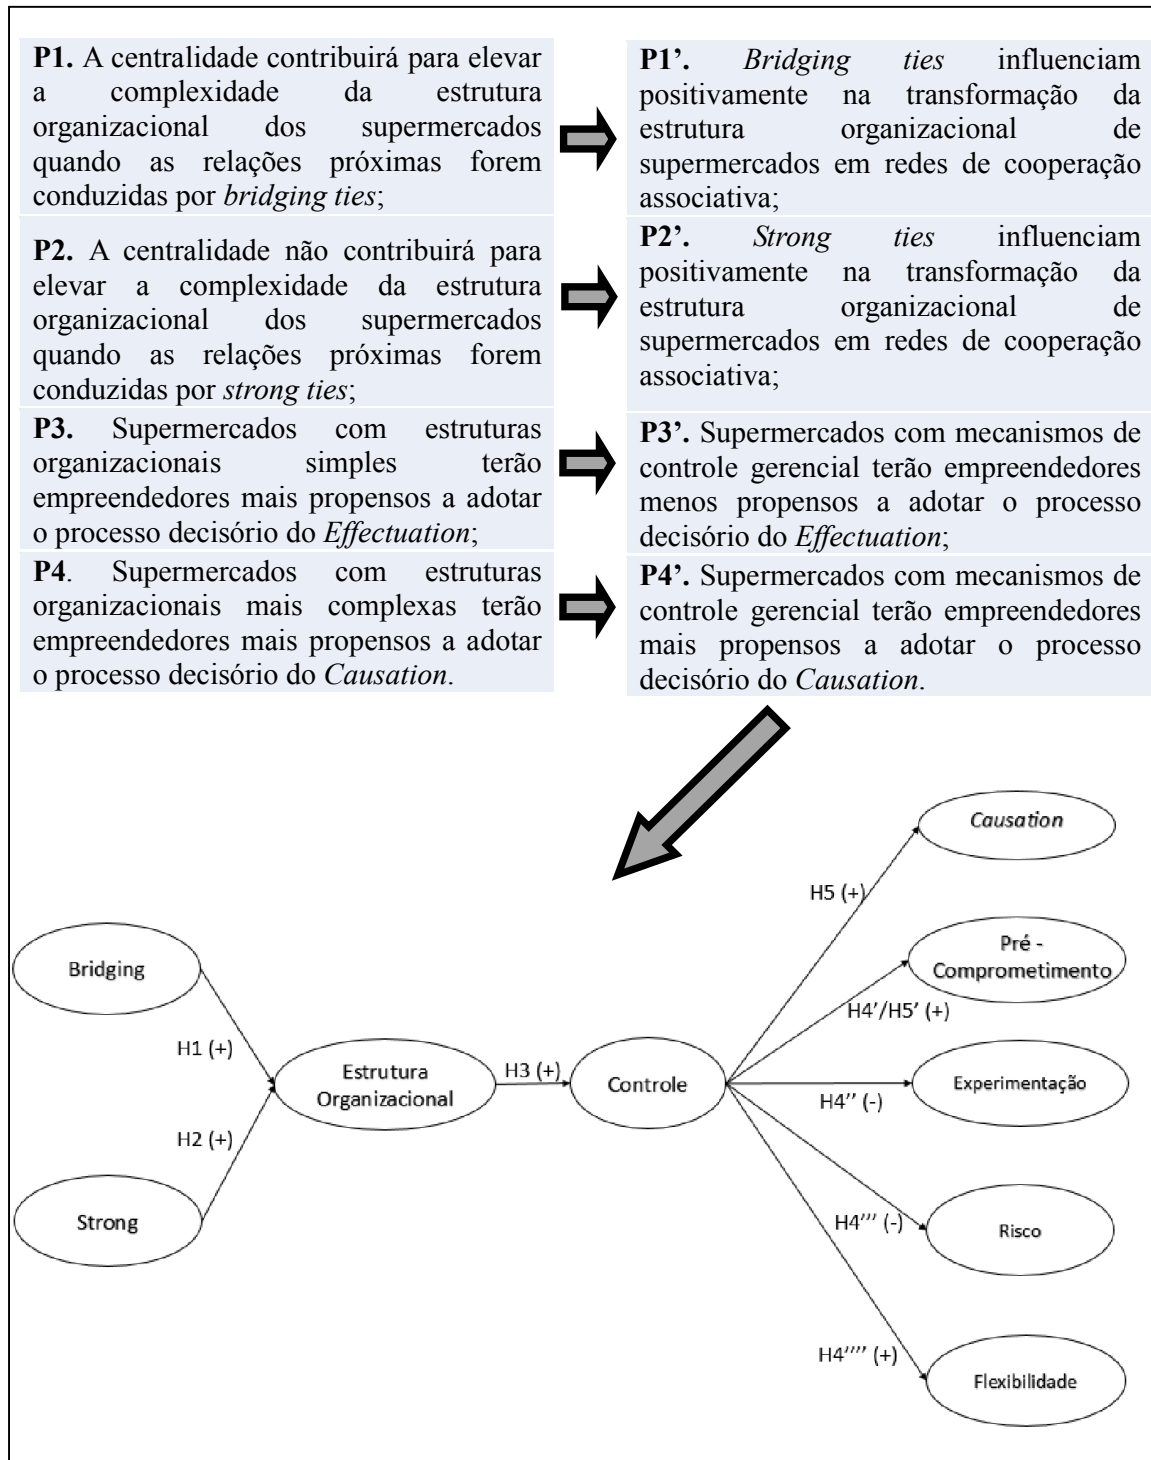 P1. A centralidade contribuirá para elevar
a complexidade da estrutura
organizacional dos supermercados
quando as relações próximas forem
conduzidas por bridging ties;
P1’. Bridging ties influenciam
positivamente na transformação da
estrutura organizacional de
supermercados em redes de cooperação
associativa;
P2. A centralidade não contribuirá para
elevar a complexidade da estrutura
organizacional dos supermercados
quando as relações próximas forem
conduzidas por strong ties;
P2’. Strong ties influenciam
positivamente na transformação da
estrutura organizacional de
supermercados em redes de cooperação
associativa;
P3. Supermercados com estruturas
organizacionais simples terão
empreendedores mais propensos a adotar
o processo decisório do Effectuation;
P3’. Supermercados com mecanismos de
controle gerencial terão empreendedores
menos propensos a adotar o processo
decisório do Effectuation;
P4. Supermercados com estruturas
organizacionais mais complexas terão
empreendedores mais propensos a adotar
o processo decisório do Causation.
P4’. Supermercados com mecanismos de
controle gerencial terão empreendedores
mais propensos a adotar o processo
decisório do Causation.
Causation
H5 (+)
Pré -
Comprometimento
Bridging
H4'/H5' (+)
H1 (+)
Estrutura
Organizacional
H3 (+)
Controle
Experimentação
H4'' (-)
H2 (+)
Strong
H4''' (-)
Risco
H4'''' (+)
Flexibilidade